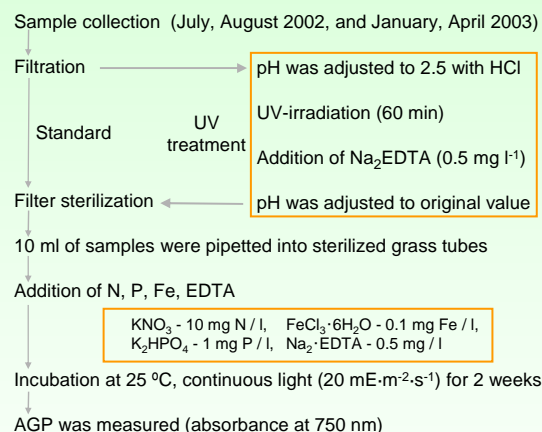 Sample collection (July, August 2002, and January, April 2003)
Filtration
pH was adjusted to 2.5 with HCl
UV-irradiation (60 min)
Standard
UV
treatment
Addition of Na₂EDTA (0.5 mg l⁻¹)
Filter sterilization
pH was adjusted to original value
10 ml of samples were pipetted into sterilized grass tubes
Addition of N, P, Fe, EDTA
KNO₃ - 10 mg N / l, FeCl₃·6H₂O - 0.1 mg Fe / l,
K₂HPO₄ - 1 mg P / l, Na₂·EDTA - 0.5 mg / l
Incubation at 25 ºC, continuous light (20 mE·m⁻²·s⁻¹) for 2 weeks
AGP was measured (absorbance at 750 nm)